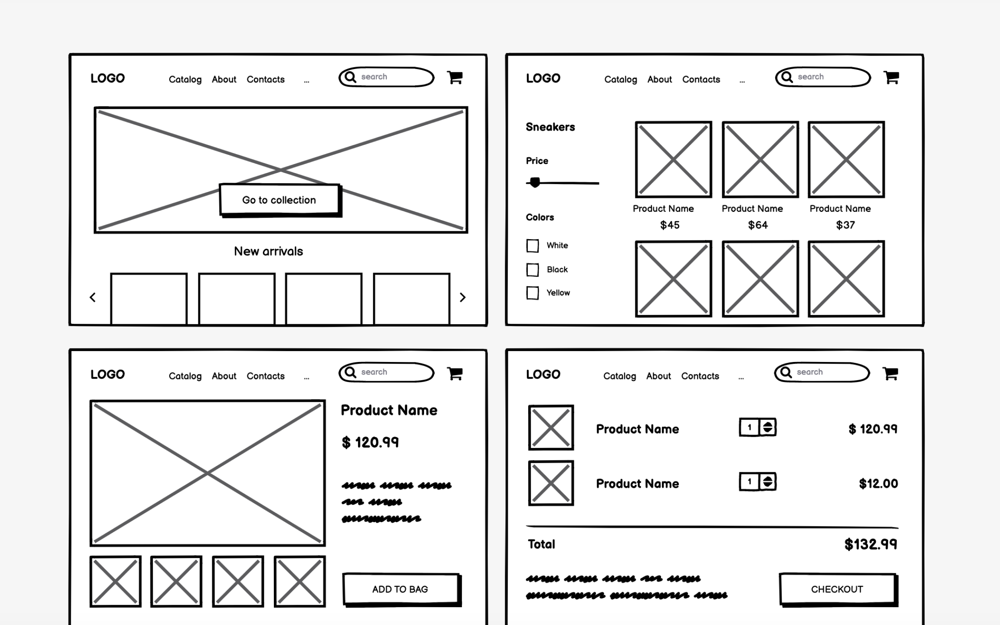 LOGO Catalog About Contacts ... search
Go to collection
New arrivals
LOGO Catalog About Contacts ... search
Sneakers
Price
Colors
White
Black
Yellow
Product Name Product Name Product Name
$45 $64 $37
LOGO Catalog About Contacts ... search
Product Name
$ 120.99
ADD TO BAG
LOGO Catalog About Contacts ... search
Product Name 1 $ 120.99
Product Name 1 $12.00
Total $132.99
CHECKOUT